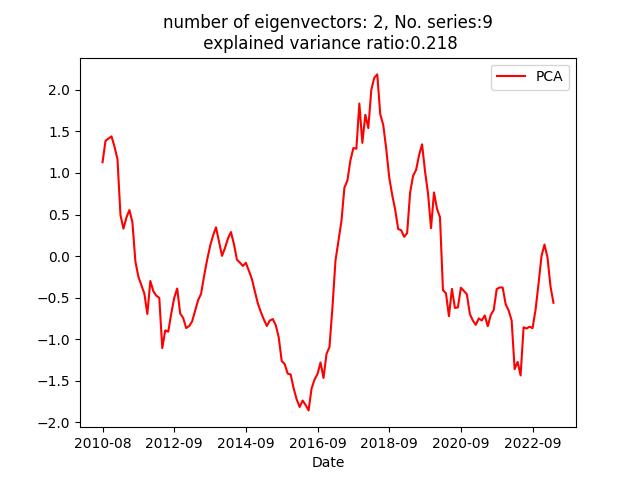 number of eigenvectors: 2, No. series:9
explained variance ratio:0.218
PCA
2.0
1.5
1.0
0.5
0.0
−0.5
−1.0
−1.5
−2.0
2010-08 2012-09 2014-09 2016-09 2018-09 2020-09 2022-09
Date